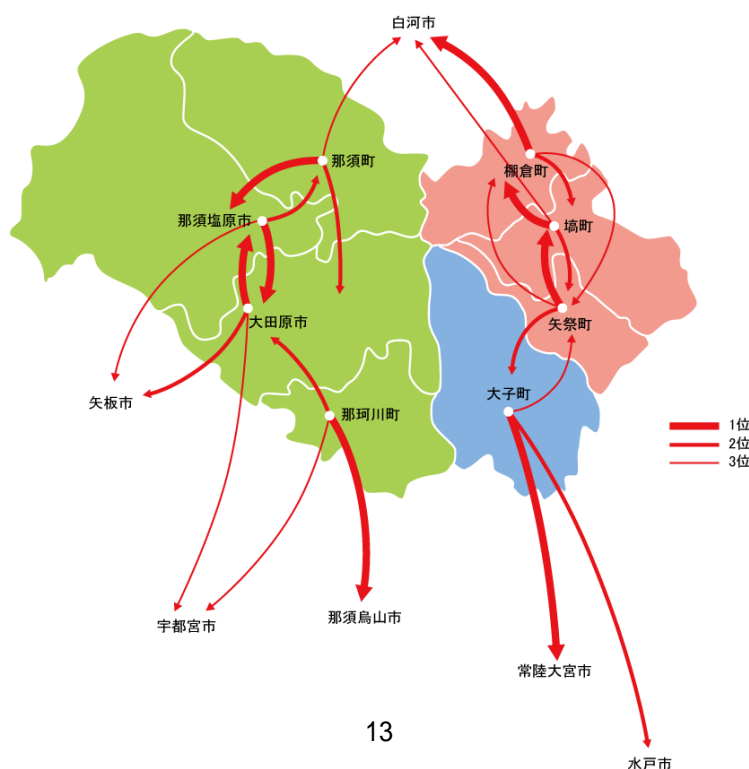 白河市
那須町
棚倉町
那須塩原市
塙町
大田原市
矢祭町
矢板市
那珂川町
大子町
1位
2位
3位
宇都宮市
那須烏山市
常陸大宮市
13
水戸市